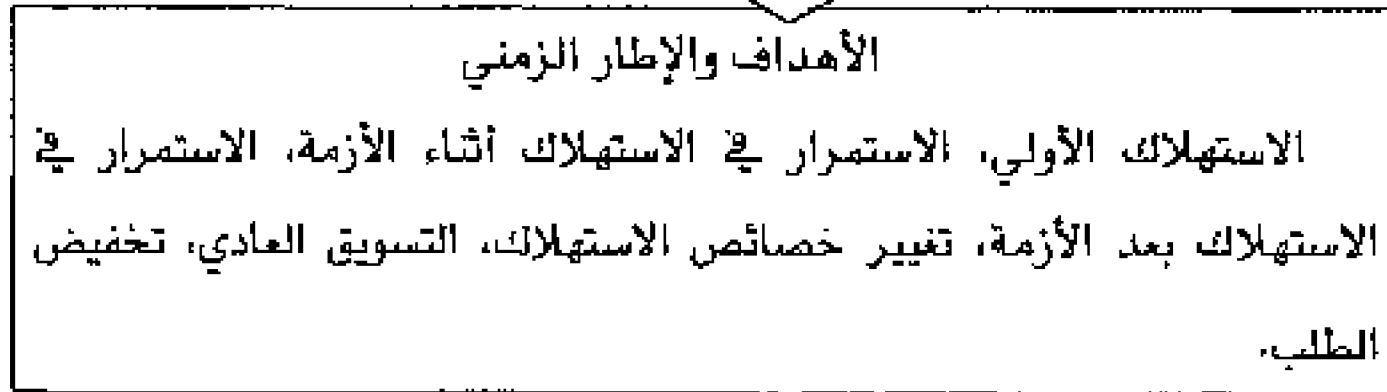 الأهداف والإطار الزمني
الاستهلاك الأولي، الاستمرار في الاستهلاك أثناء الأزمة، الاستمرار في
الاستهلاك بعد الأزمة، تغيير خصائص الاستهلاك، التسويق العادي، تخفيض
الطلب.